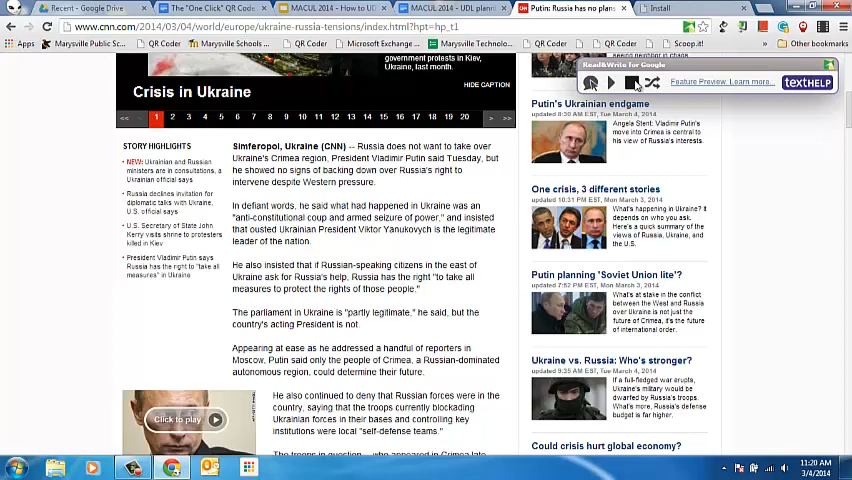 Recent - Google Drive
The "One Click" QR Code
MACUL 2014 - How to UD
MACUL 2014 - UDL plann
Putin: Russia has no plans
Install
www.cnn.com/2014/03/04/world/europe/ukraine-russia-tensions/index.html?hpt=hp_t1
Marysville Public Sch...
QR Coder
Marysville Public Sch...
QR Coder
Microsoft Exchange...
QR Coder
Marysville Technolo...
QR Coder
QR Coder
Scoop.it!
Other bookmarks
government protests in Kiev,
Ukraine, last month.
HIDE CAPTION
Crisis in Ukraine
<< 1 2 3 4 5 6 7 8 9 10 11 12 13 14 15 16 17 18 19 20 > >>
STORY HIGHLIGHTS
NEW: Ukrainian and Russian
ministers are in consultations, a
Ukrainian official says
Russia declines invitation for
diplomatic talks with Ukraine,
U.S. official says
U.S. Secretary of State John
Kerry visits shrine to protesters
killed in Kiev
President Vladimir Putin says
Russia has the right to "take all
measures" in Ukraine
Simferopol, Ukraine (CNN) -- Russia does not want to take over
Ukraine's Crimea region, President Vladimir Putin said Tuesday, but
he showed no signs of backing down over Russia's right to
intervene despite Western pressure.
In defiant words, he said what had happened in Ukraine was an
"anti-constitutional coup and armed seizure of power," and insisted
that ousted Ukrainian President Viktor Yanukovych is the legitimate
leader of the nation.
He also insisted that if Russian-speaking citizens in the east of
Ukraine ask for Russia's help, Russia has the right "to take all
measures to protect the rights of those people."
The parliament in Ukraine is "partly legitimate," he said, but the
country's acting President is not.
Appearing at ease as he addressed a handful of reporters in
Moscow, Putin said only the people of Crimea, a Russian-dominated
autonomous region, could determine their future.
Click to play
He also continued to deny that Russian forces were in the
country, saying that the troops currently blockading
Ukrainian forces in their bases and controlling key
institutions were local "self-defense teams."
The troops in question -- who appeared in Crimea late
Read&Write for Google
Feature Preview. Learn more...
textHELP
Putin's Ukrainian endgame
updated 8:30 AM EST, Tue March 4, 2014
Angela Stent: Vladimir Putin's
move into Crimea is central to
his view of Russia's interests.
One crisis, 3 different stories
updated 10:31 PM EST, Mon March 3, 2014
What's happening in Ukraine? It
depends on who you ask.
Here's a quick summary of the
views of Russia, Ukraine, and
the U.S.
Putin planning 'Soviet Union lite'?
updated 7:52 PM EST, Mon March 3, 2014
What's at stake in the conflict
between the West and Russia
over Ukraine is not just the
future of Crimea, it's the future
of international order.
Ukraine vs. Russia: Who's stronger?
updated 9:35 AM EST, Tue March 4, 2014
If a full-fledged war erupts,
Ukraine's military would be
dwarfed by Russia's defenses.
What's more, Russia's defense
budget is far higher.
Could crisis hurt global economy?
11:20 AM
3/4/2014